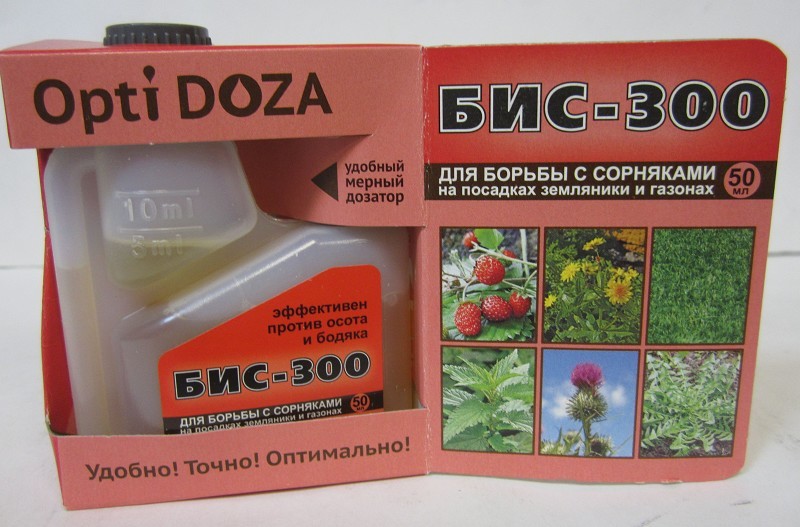 Opti DOZA
удобный
мерный
дозатор
10ml
5ml
эффективен
против осота
и бодяка
БИС-300
ДЛЯ БОРЬБЫ С СОРНЯКАМИ
на посадках земляники и газонах
50
Удобно! Точно! Оптимально!
БИС-300
ДЛЯ БОРЬБЫ С СОРНЯКАМИ
на посадках земляники и газонах
50
мл